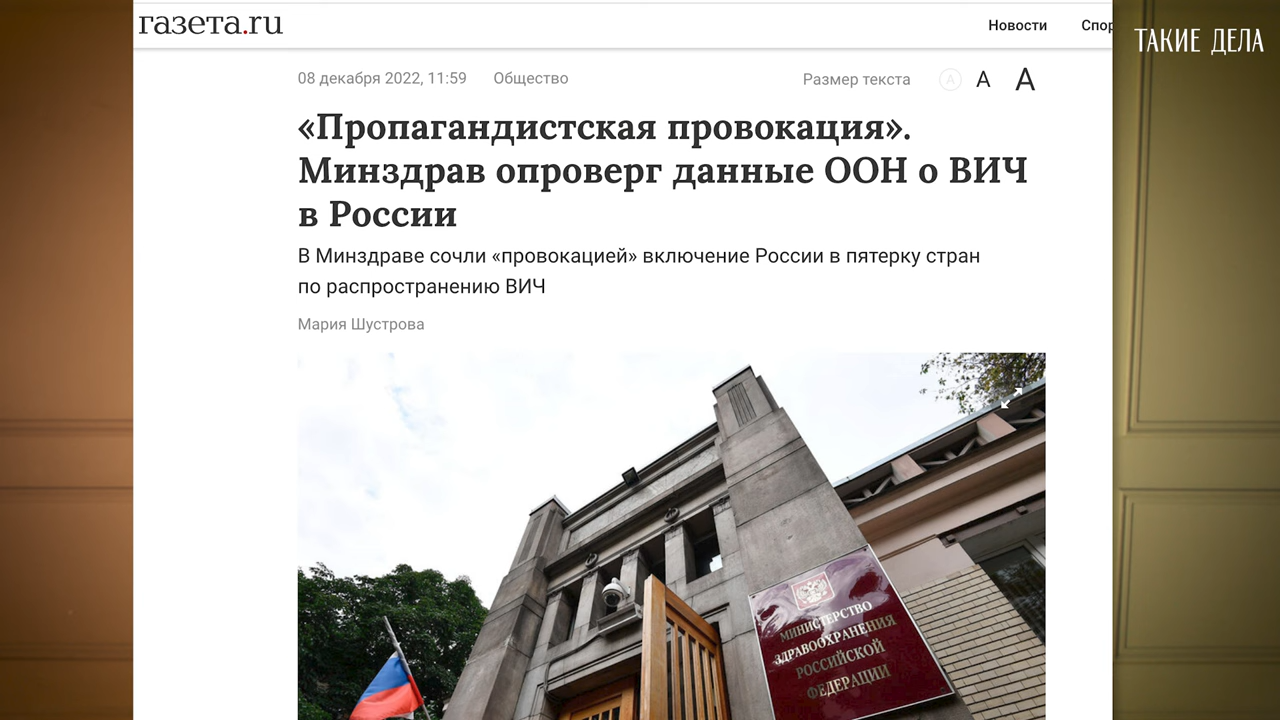 газета.ru
Новости
Спор
ТАКИЕ ДЕЛА
08 декабря 2022, 11:59
Общество
Размер текста
А А А
«Пропагандистская провокация».
Минздрав опроверг данные ООН о ВИЧ
в России
В Минздраве сочли «провокацией» включение России в пятерку стран
по распространению ВИЧ
Мария Шустрова
МИНИСТЕРСТВО
ЗДРАВООХРАНЕНИЯ
РОССИЙСКОЙ
ФЕДЕРАЦИИ